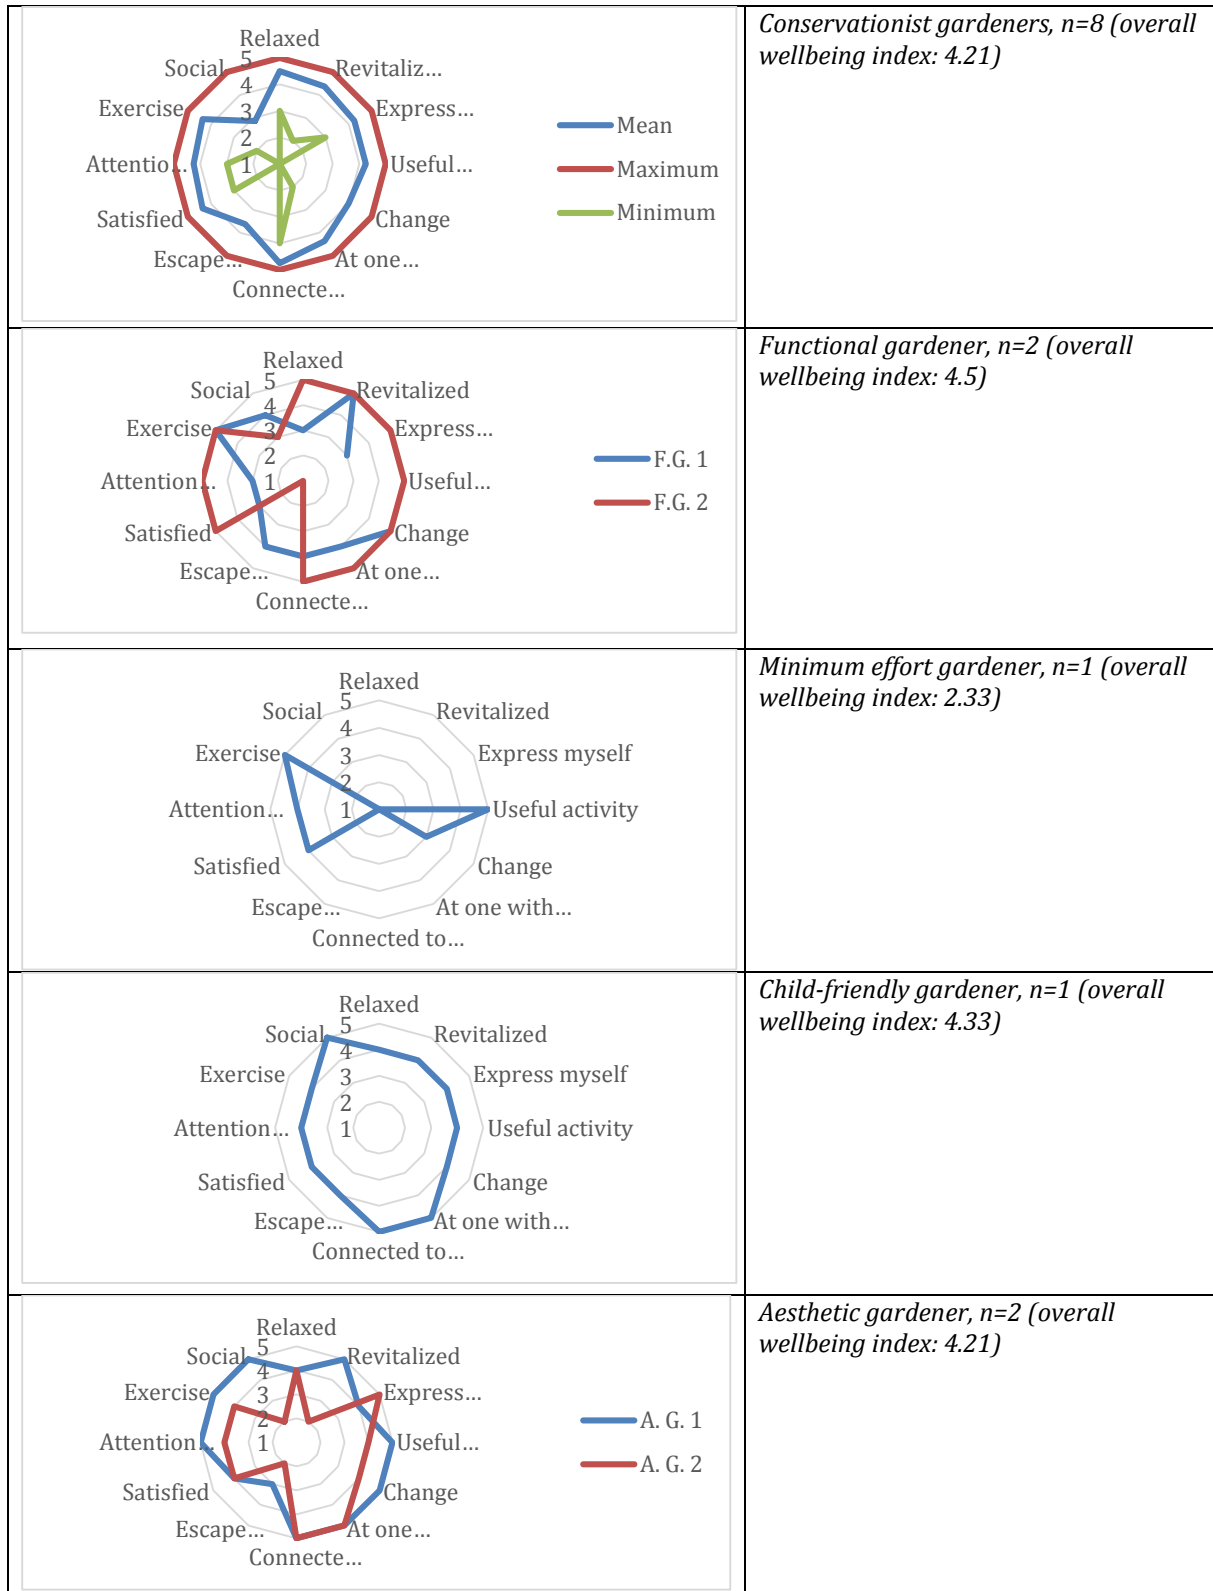 Relaxed
Revitaliz...
Express...
Useful...
Change
At one...
Connecte...
Escape...
Satisfied
Attentio...
Exercise
Social
5
4
3
2
1
Mean
Maximum
Minimum
Conservationist gardeners, n=8 (overall
wellbeing index: 4.21)
Relaxed
Revitalized
Express...
Useful...
Change
At one...
Connecte...
Escape...
Satisfied
Attention...
Exercise
Social
5
4
3
2
1
F.G. 1
F.G. 2
Functional gardener, n=2 (overall
wellbeing index: 4.5)
Relaxed
Revitalized
Express myself
Useful activity
Change
At one with...
Connected to...
Escape...
Satisfied
Attention...
Exercise
Social
5
4
3
2
1
Minimum effort gardener, n=1 (overall
wellbeing index: 2.33)
Relaxed
Revitalized
Express myself
Useful activity
Change
At one with...
Connected to...
Escape...
Satisfied
Attention...
Exercise
Social
5
4
3
2
1
Child-friendly gardener, n=1 (overall
wellbeing index: 4.33)
Relaxed
Revitalized
Express...
Useful...
Change
At one...
Connecte...
Escape...
Satisfied
Attention...
Exercise
Social
5
4
3
2
1
A. G. 1
A. G. 2
Aesthetic gardener, n=2 (overall
wellbeing index: 4.21)